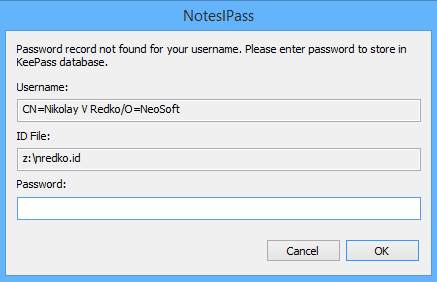 NotesIPass
Password record not found for your username. Please enter password to store in
KeePass database.
Username:
CN=Nikolay V Redko/O=NeoSoft
ID File:
z:\nredko.id
Password:
Cancel
OK